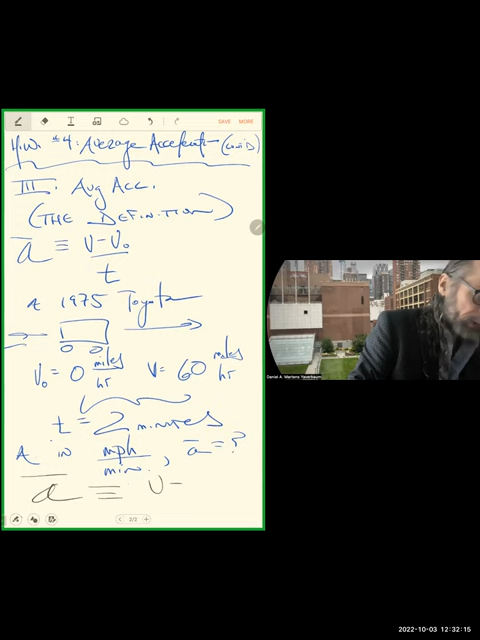 SAVE MORE
H.W. #4: Average Acceleration (cont'd)
III. Avg Acc.
(THE DEFINITION)
a ≡ v - v₀
t
A 1975 Toyota
v₀ = 0 miles/hr v = 60 miles/hr
t = 2 minutes
A in mph/min., a = ?
a ≡ v -
2/2
Daniel A. Martens Yaverbaum
2022-10-03 12:32:15